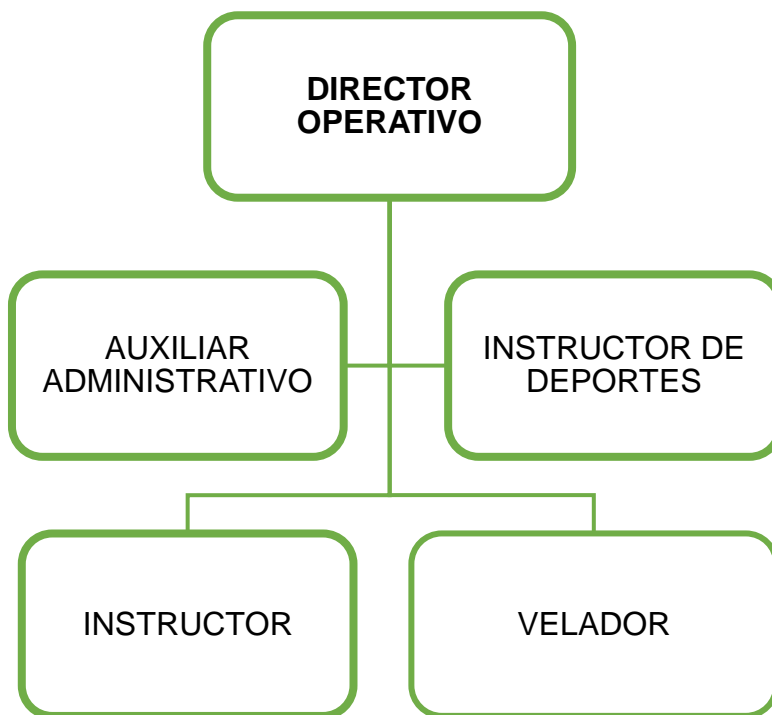 DIRECTOR
OPERATIVO
AUXILIAR
ADMINISTRATIVO
INSTRUCTOR DE
DEPORTES
INSTRUCTOR
VELADOR